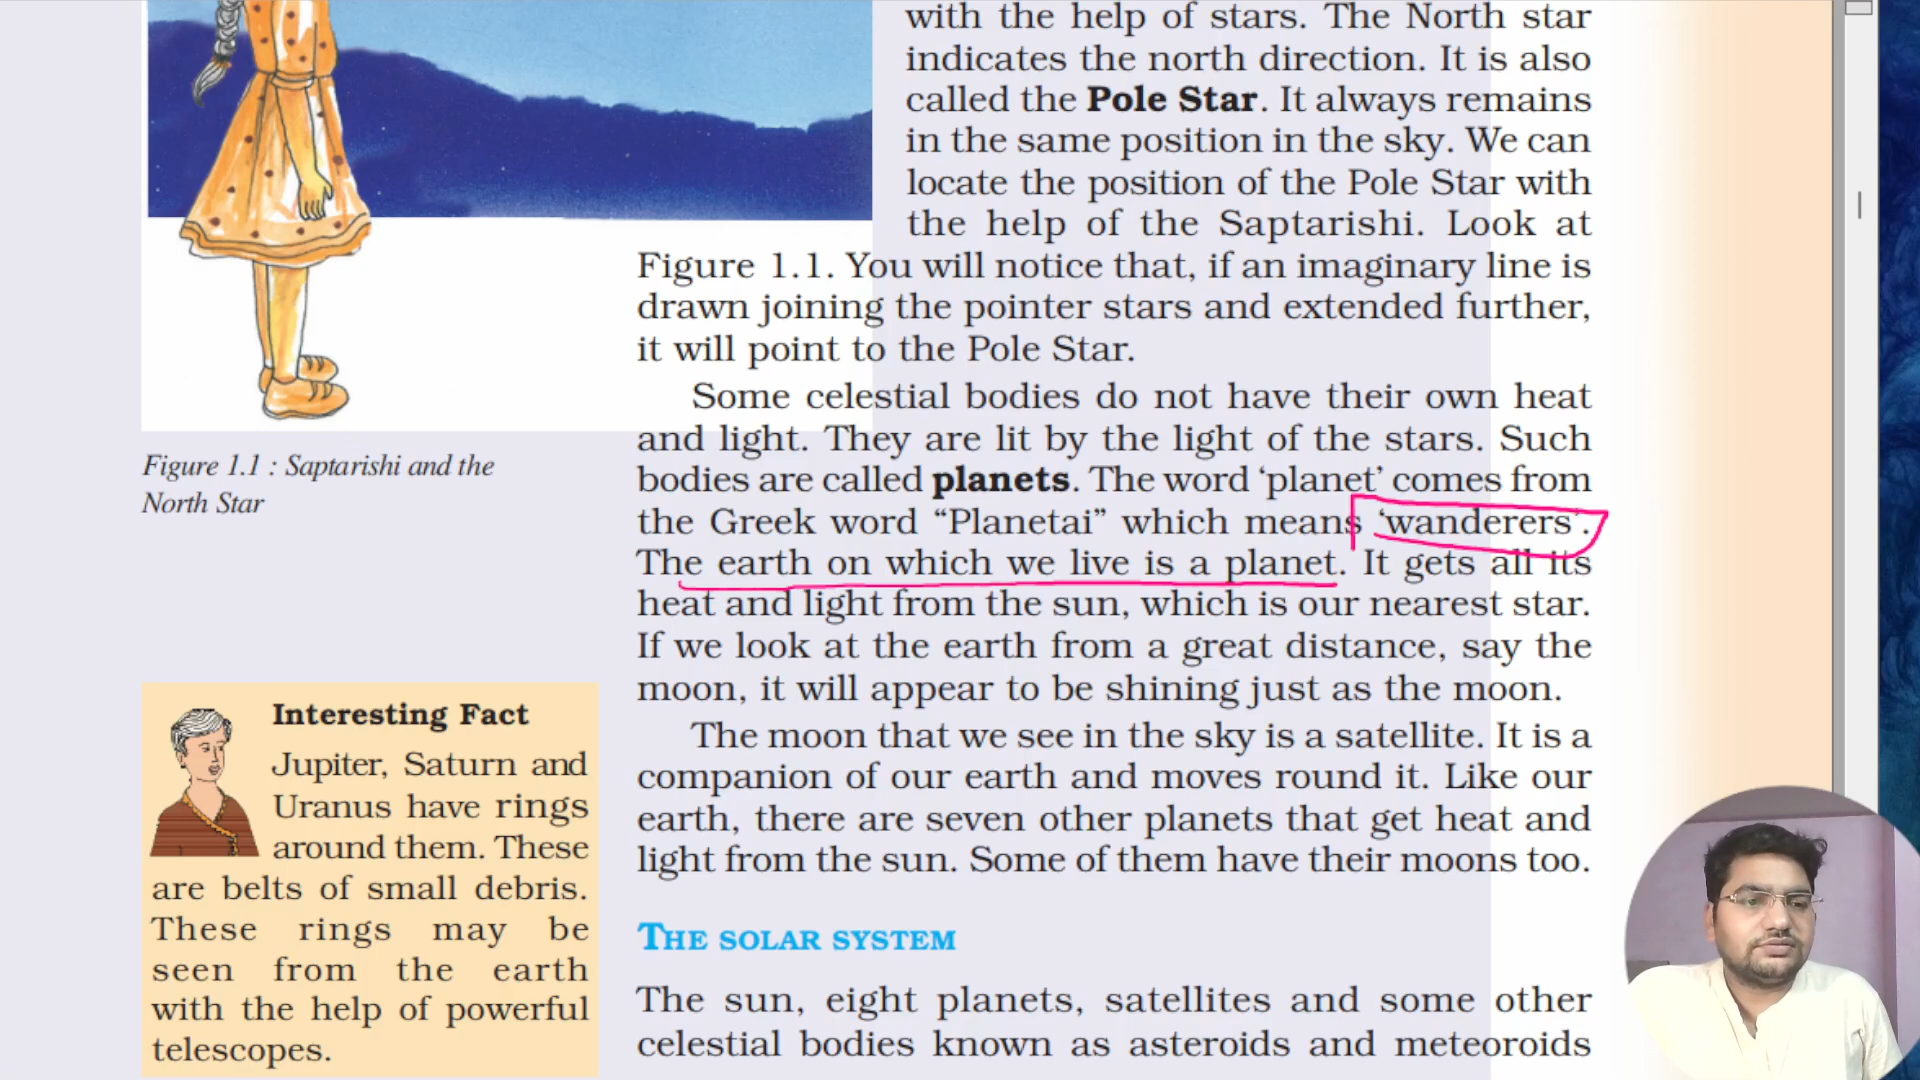 with the help of stars. The North star
indicates the north direction. It is also
called the Pole Star. It always remains
in the same position in the sky. We can
locate the position of the Pole Star with
the help of the Saptarishi. Look at
Figure 1.1. You will notice that, if an imaginary line is
drawn joining the pointer stars and extended further,
it will point to the Pole Star.
Some celestial bodies do not have their own heat
and light. They are lit by the light of the stars. Such
bodies are called planets. The word ‘planet’ comes from
the Greek word “Planetai” which means ‘wanderers’.
The earth on which we live is a planet. It gets all its
heat and light from the sun, which is our nearest star.
If we look at the earth from a great distance, say the
moon, it will appear to be shining just as the moon.
The moon that we see in the sky is a satellite. It is a
companion of our earth and moves round it. Like our
earth, there are seven other planets that get heat and
light from the sun. Some of them have their moons too.
THE SOLAR SYSTEM
The sun, eight planets, satellites and some other
celestial bodies known as asteroids and meteoroids
Figure 1.1 : Saptarishi and the
North Star
Interesting Fact
Jupiter, Saturn and
Uranus have rings
around them. These
are belts of small debris.
These rings may be
seen from the earth
with the help of powerful
telescopes.